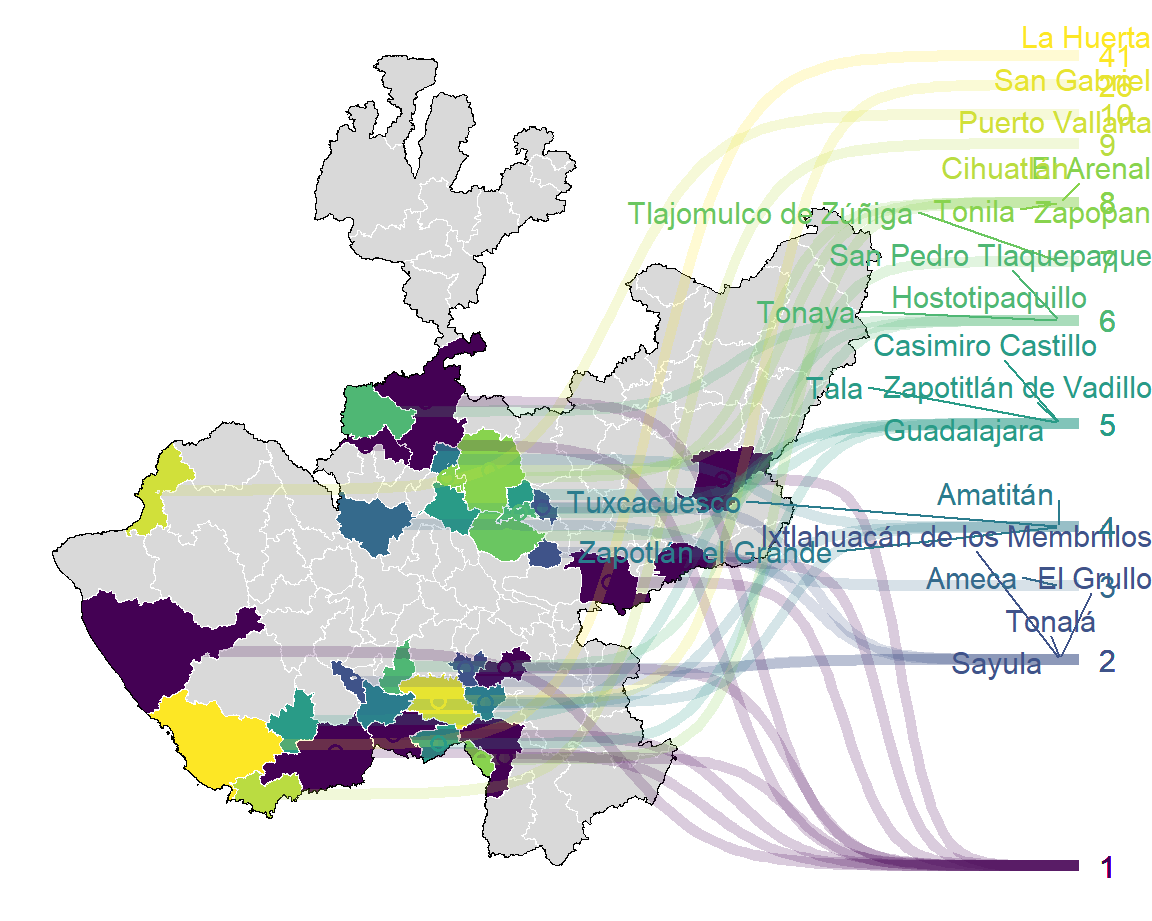 La Huerta
41
San Gabriel
26
10
Puerto Vallarta
9
Cihuatlán
El Arenal
8
Tlajomulco de Zúñiga
Tonila
Zapopan
San Pedro Tlaquepaque
7
Hostotipaquillo
Tonaya
6
Casimiro Castillo
Tala
Zapotitlán de Vadillo
5
Guadalajara
Amatitán
Tuxcacuesco
4
Ixtlahuacán de los Membrillos
Zapotlán el Grande
Ameca
El Grullo
3
Tonalá
Sayula
2
1